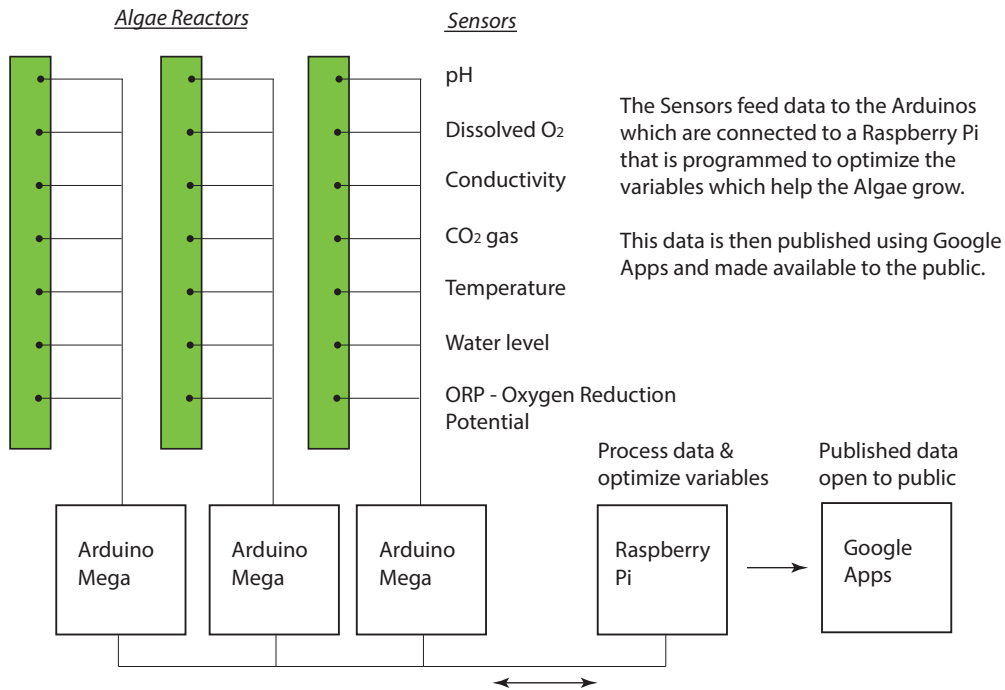 Algae Reactors
Sensors
pH
Dissolved O₂
Conductivity
CO₂ gas
Temperature
Water level
ORP - Oxygen Reduction
Potential
The Sensors feed data to the Arduinos
which are connected to a Raspberry Pi
that is programmed to optimize the
variables which help the Algae grow.
This data is then published using Google
Apps and made available to the public.
Process data &
optimize variables
Published data
open to public
Arduino
Mega
Arduino
Mega
Arduino
Mega
Raspberry
Pi
Google
Apps